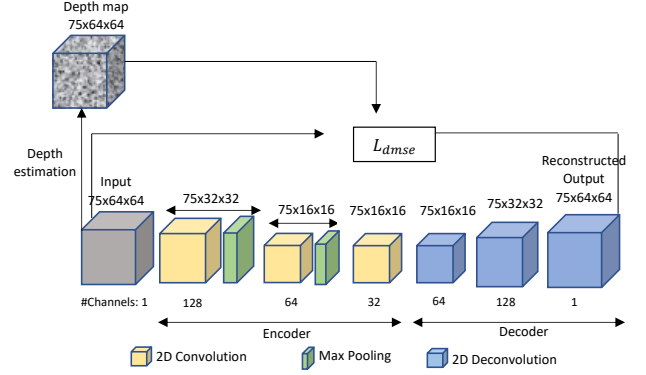 Depth map
75x64x64
Depth
estimation
L_dmse
Reconstructed
Output
75x64x64
Input
75x64x64
75x32x32
75x16x16
75x16x16
75x16x16
75x32x32
#Channels: 1
128
64
32
64
128
1
Encoder
Decoder
2D Convolution
Max Pooling
2D Deconvolution